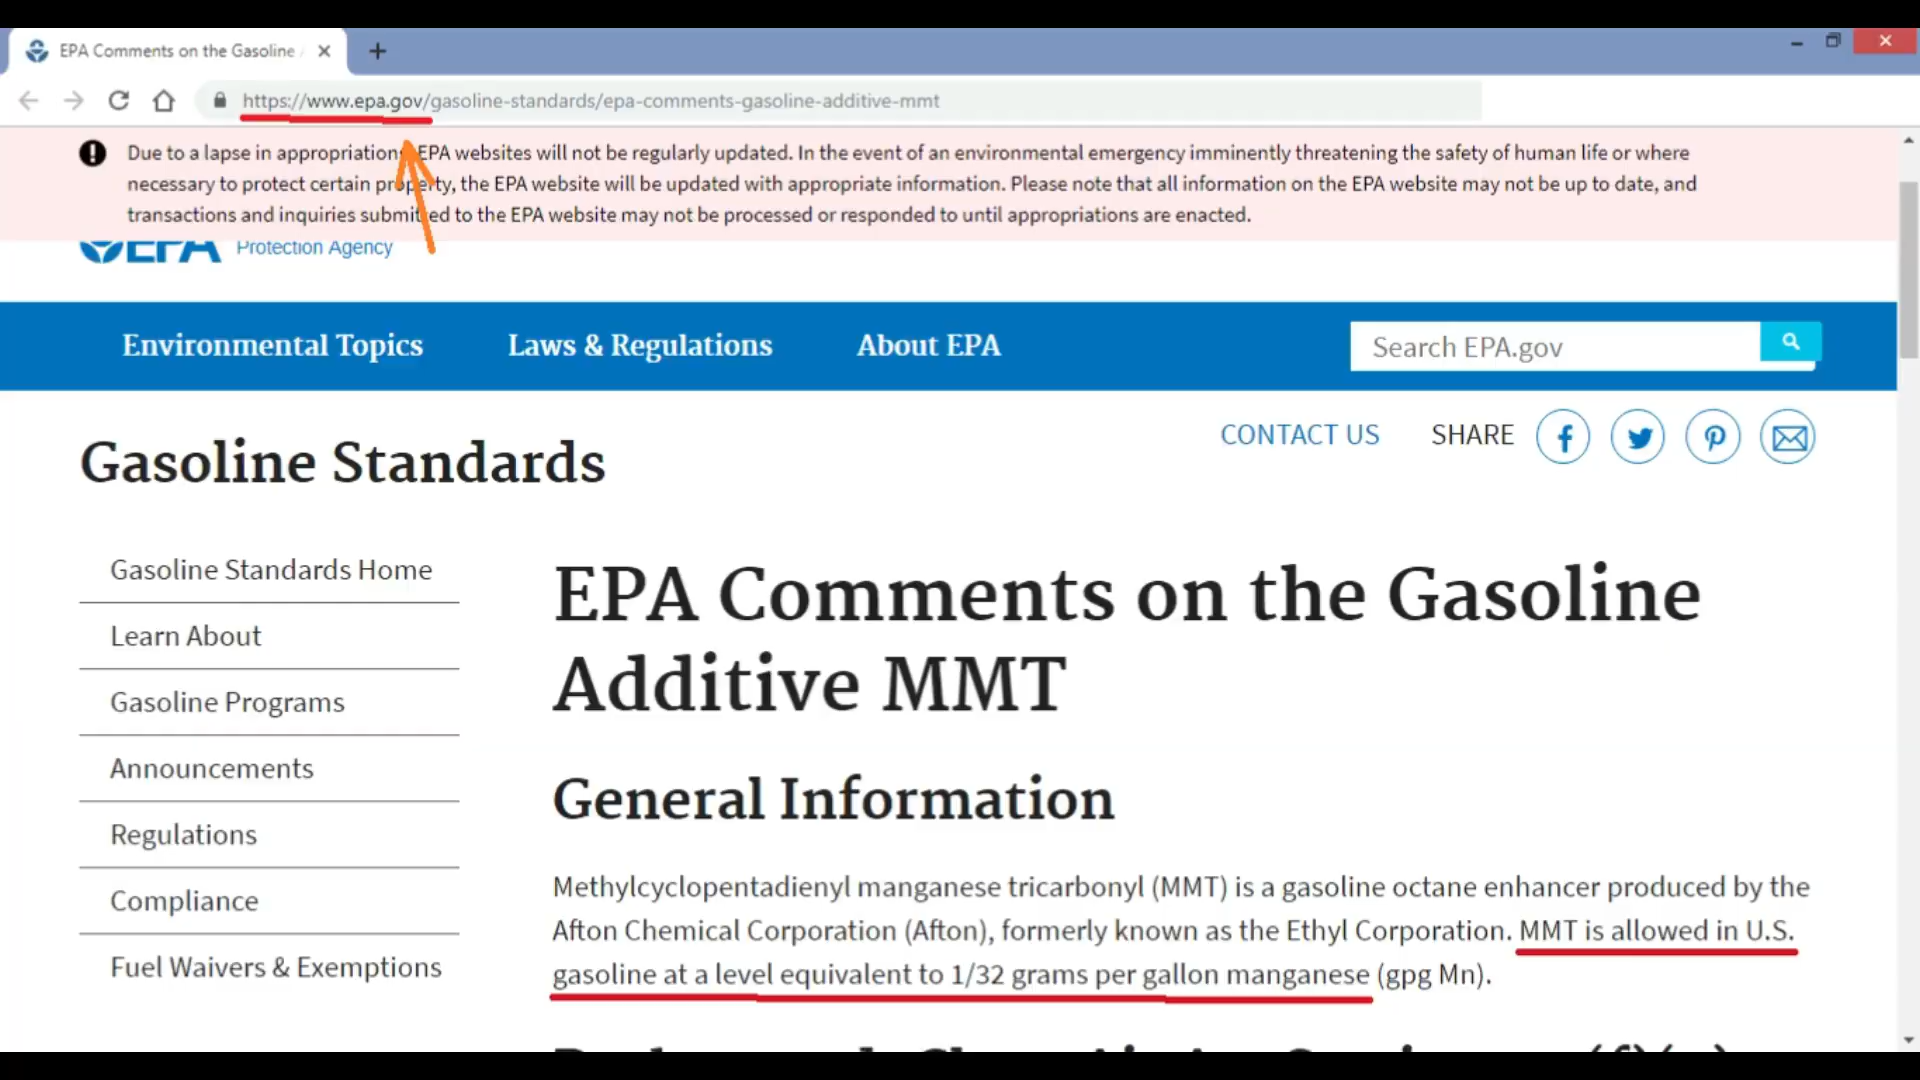 EPA Comments on the Gasoline
https://www.epa.gov/gasoline-standards/epa-comments-gasoline-additive-mmt
Due to a lapse in appropriations, EPA websites will not be regularly updated. In the event of an environmental emergency imminently threatening the safety of human life or where
necessary to protect certain property, the EPA website will be updated with appropriate information. Please note that all information on the EPA website may not be up to date, and
transactions and inquiries submitted to the EPA website may not be processed or responded to until appropriations are enacted.
EPA Protection Agency
Environmental Topics Laws & Regulations About EPA Search EPA.gov
CONTACT US SHARE
Gasoline Standards
Gasoline Standards Home
Learn About
Gasoline Programs
Announcements
Regulations
Compliance
Fuel Waivers & Exemptions
EPA Comments on the Gasoline
Additive MMT
General Information
Methylcyclopentadienyl manganese tricarbonyl (MMT) is a gasoline octane enhancer produced by the
Afton Chemical Corporation (Afton), formerly known as the Ethyl Corporation. MMT is allowed in U.S.
gasoline at a level equivalent to 1/32 grams per gallon manganese (gpg Mn).